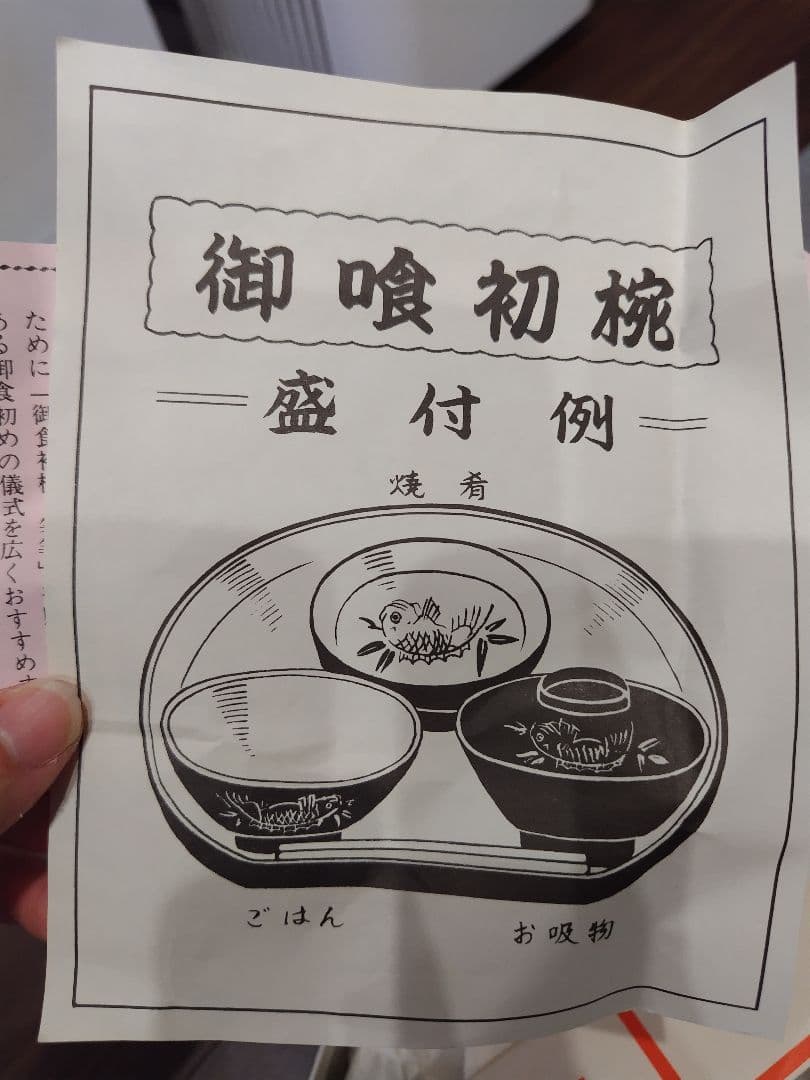 御喰初椀
盛付例
焼肴
ごはん
お吸物
ために「御食初
御食初めの儀式を広くおすすめ